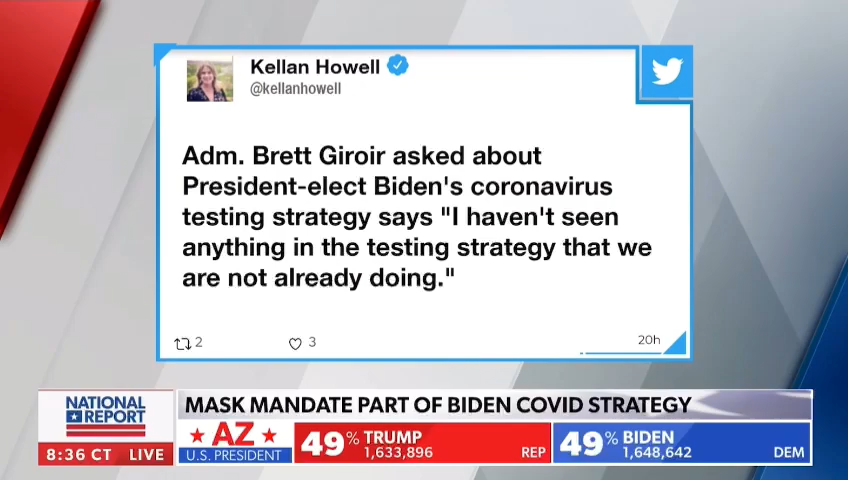 Kellan Howell
@kellanhowell
Adm. Brett Giroir asked about
President-elect Biden's coronavirus
testing strategy says "I haven't seen
anything in the testing strategy that we
are not already doing."
2
3
20h
NATIONAL
REPORT
MASK MANDATE PART OF BIDEN COVID STRATEGY
AZ
U.S. PRESIDENT
49% TRUMP
1,633,896
REP
49% BIDEN
1,648,642
DEM
8:36 CT LIVE